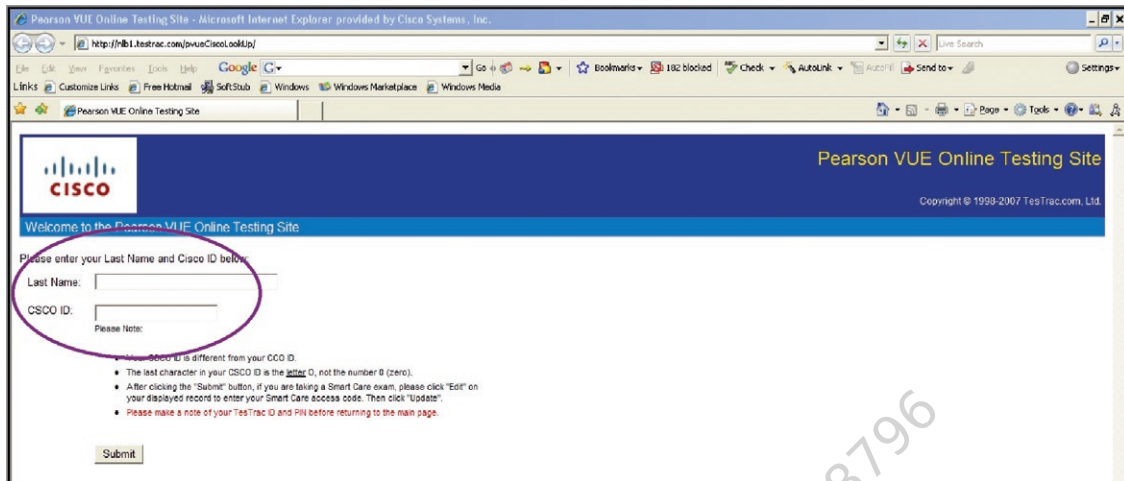 Pearson VUE Online Testing Site - Microsoft Internet Explorer provided by Cisco Systems, Inc.
http://nlb1.testrac.com/pvueCiscoLookUp/
Live Search
File Edit View Favorites Tools Help Google G Go Bookmarks 182 blocked Check AutoLink AutoFill Send to Settings
Links Customize Links Free Hotmail SoftStub Windows Windows Marketplace Windows Media
Pearson VUE Online Testing Site Page Tools
CISCO
Pearson VUE Online Testing Site
Copyright © 1998-2007 TesTrac.com, Ltd.
Welcome to the Pearson VUE Online Testing Site
Please enter your Last Name and Cisco ID below:
Last Name:
CSCO ID:
Please Note:
Your CSCO ID is different from your CCO ID.
The last character in your CSCO ID is the letter O, not the number 0 (zero).
After clicking the "Submit" button, if you are taking a Smart Care exam, please click "Edit" on
your displayed record to enter your Smart Care access code. Then click "Update".
Please make a note of your TesTrac ID and PIN before returning to the main page.
Submit